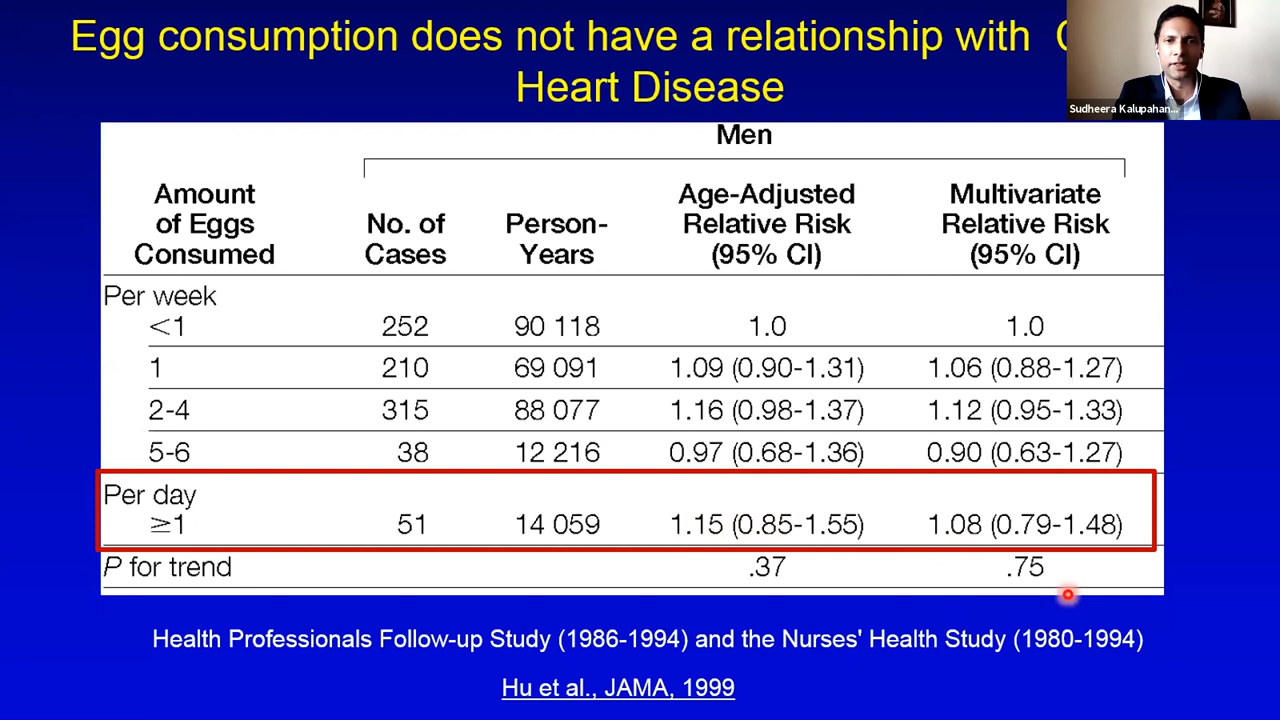 Egg consumption does not have a relationship with
Heart Disease
Sudheera Kalupahan...
Men
Amount of Eggs Consumed No. of Cases Person-Years Age-Adjusted Relative Risk (95% CI) Multivariate Relative Risk (95% CI)
Per week
<1 252 90 118 1.0 1.0
1 210 69 091 1.09 (0.90-1.31) 1.06 (0.88-1.27)
2-4 315 88 077 1.16 (0.98-1.37) 1.12 (0.95-1.33)
5-6 38 12 216 0.97 (0.68-1.36) 0.90 (0.63-1.27)
Per day
≥1 51 14 059 1.15 (0.85-1.55) 1.08 (0.79-1.48)
P for trend .37 .75
Health Professionals Follow-up Study (1986-1994) and the Nurses' Health Study (1980-1994)
Hu et al., JAMA, 1999